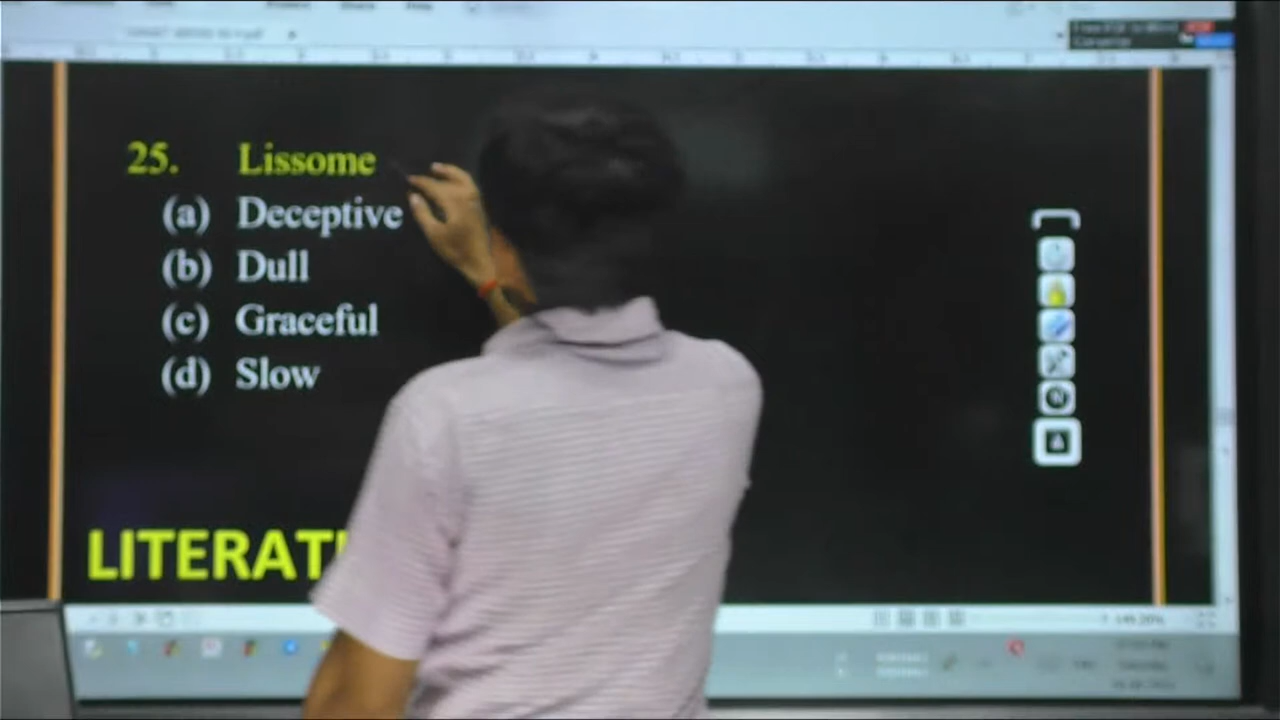 25. Lissome
(a) Deceptive
(b) Dull
(c) Graceful
(d) Slow
LITERAT